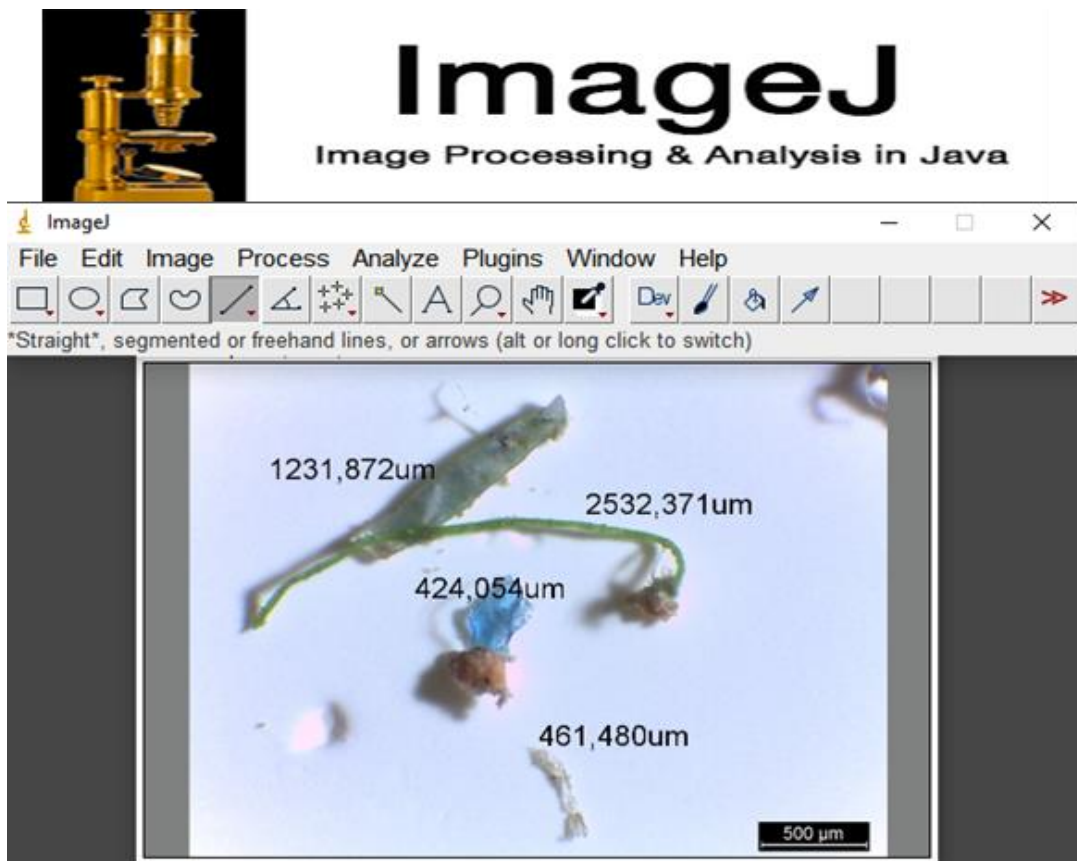 ImageJ
Image Processing & Analysis in Java
ImageJ
File Edit Image Process Analyze Plugins Window Help
Dev
*Straight*, segmented or freehand lines, or arrows (alt or long click to switch)
1231,872um
2532,371um
424,054um
461,480um
500 µm